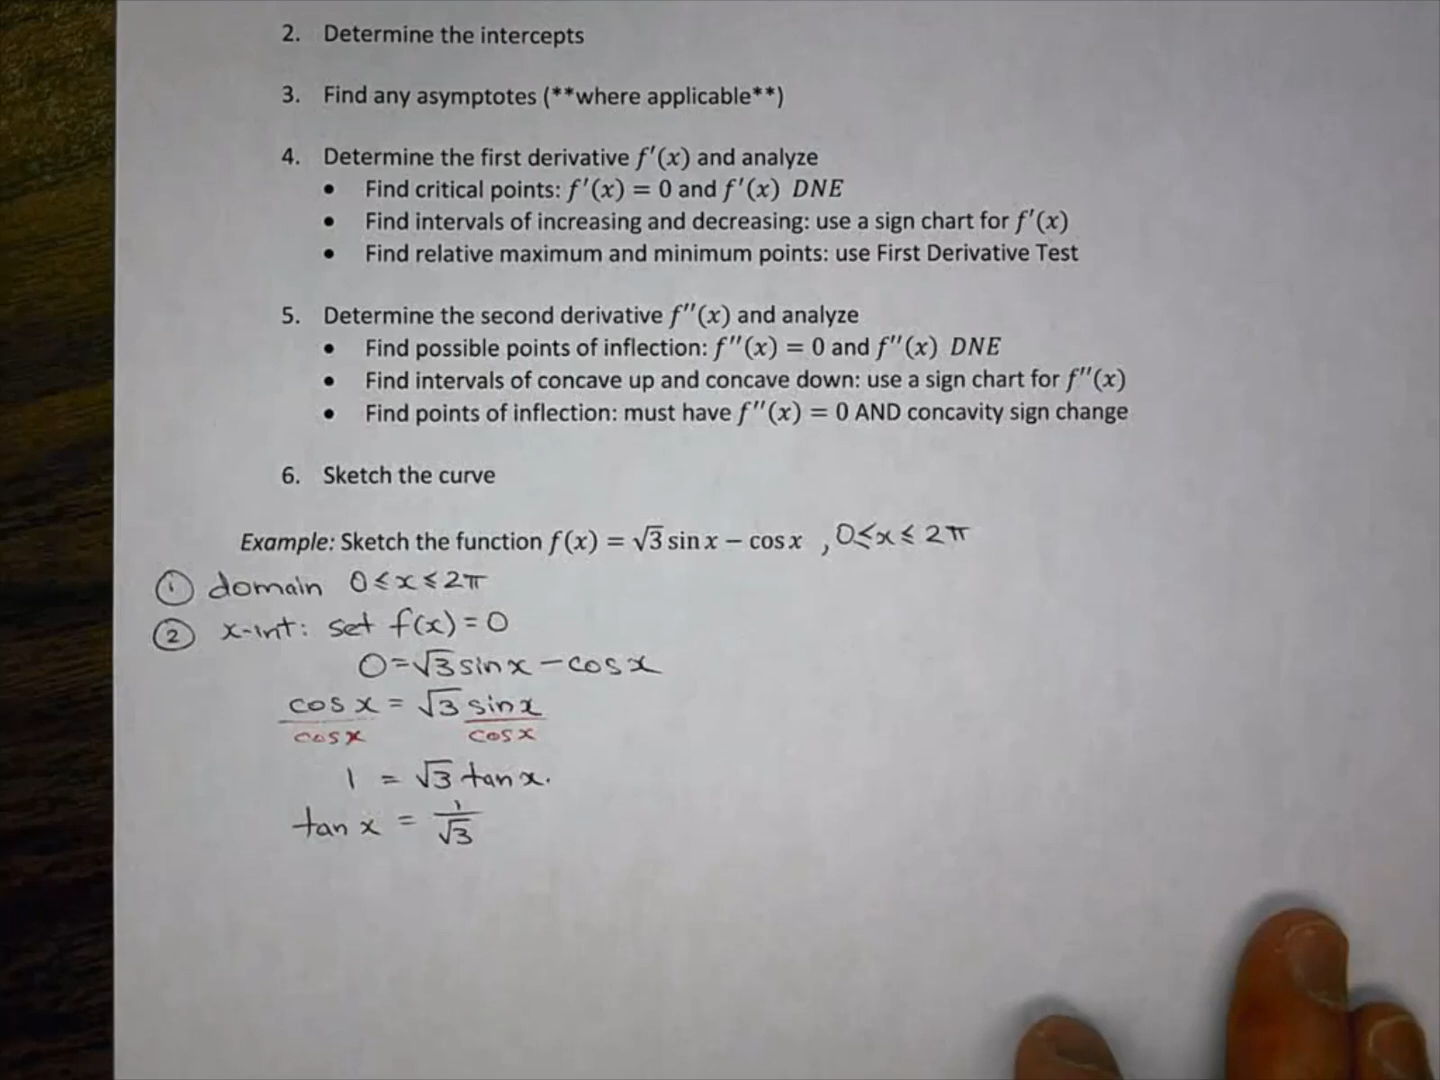 2. Determine the intercepts
3. Find any asymptotes (**where applicable**)
4. Determine the first derivative f′(x) and analyze
• Find critical points: f′(x) = 0 and f′(x) DNE
• Find intervals of increasing and decreasing: use a sign chart for f′(x)
• Find relative maximum and minimum points: use First Derivative Test
5. Determine the second derivative f″(x) and analyze
• Find possible points of inflection: f″(x) = 0 and f″(x) DNE
• Find intervals of concave up and concave down: use a sign chart for f″(x)
• Find points of inflection: must have f″(x) = 0 AND concavity sign change
6. Sketch the curve
Example: Sketch the function f(x) = √3 sin x − cos x , 0 ≤ x ≤ 2π
① domain 0 ≤ x ≤ 2π
② x-int: set f(x) = 0
0 = √3 sin x − cos x
cos x = √3 sin x
cos x cos x
1 = √3 tan x.
tan x = 1/√3